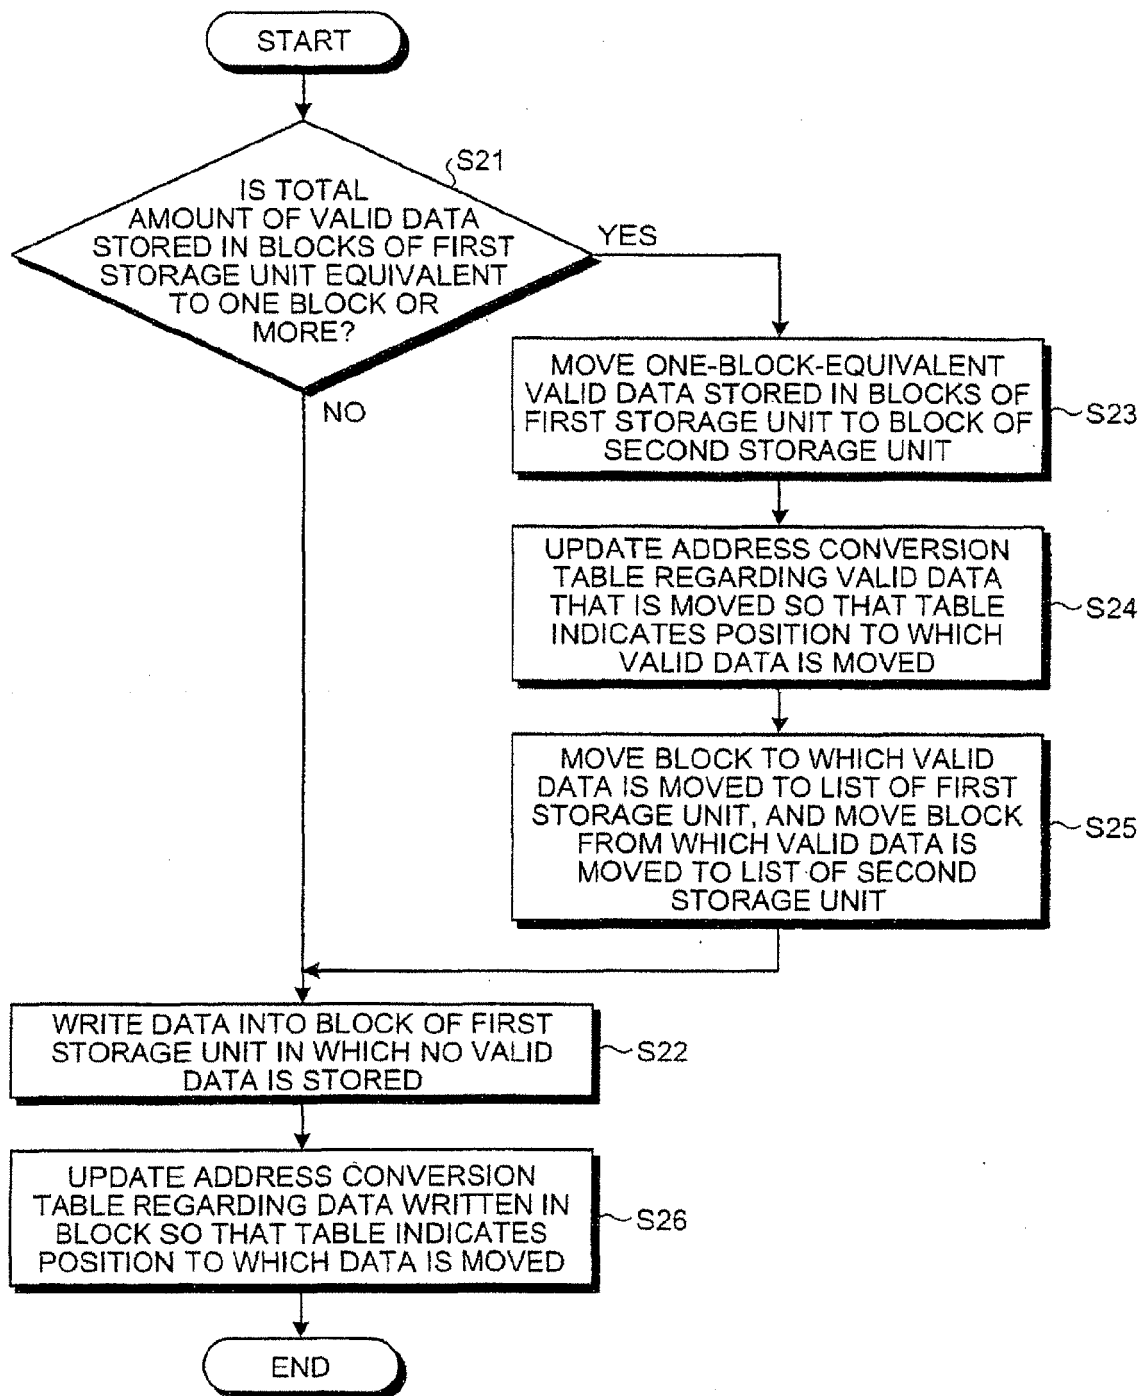 START
S21
IS TOTAL
AMOUNT OF VALID DATA
STORED IN BLOCKS OF FIRST
STORAGE UNIT EQUIVALENT
TO ONE BLOCK OR
MORE?
YES
NO
MOVE ONE-BLOCK-EQUIVALENT
VALID DATA STORED IN BLOCKS OF
FIRST STORAGE UNIT TO BLOCK OF
SECOND STORAGE UNIT
S23
UPDATE ADDRESS CONVERSION
TABLE REGARDING VALID DATA
THAT IS MOVED SO THAT TABLE
INDICATES POSITION TO WHICH
VALID DATA IS MOVED
S24
MOVE BLOCK TO WHICH VALID
DATA IS MOVED TO LIST OF FIRST
STORAGE UNIT, AND MOVE BLOCK
FROM WHICH VALID DATA IS
MOVED TO LIST OF SECOND
STORAGE UNIT
S25
WRITE DATA INTO BLOCK OF FIRST
STORAGE UNIT IN WHICH NO VALID
DATA IS STORED
S22
UPDATE ADDRESS CONVERSION
TABLE REGARDING DATA WRITTEN IN
BLOCK SO THAT TABLE INDICATES
POSITION TO WHICH DATA IS MOVED
S26
END